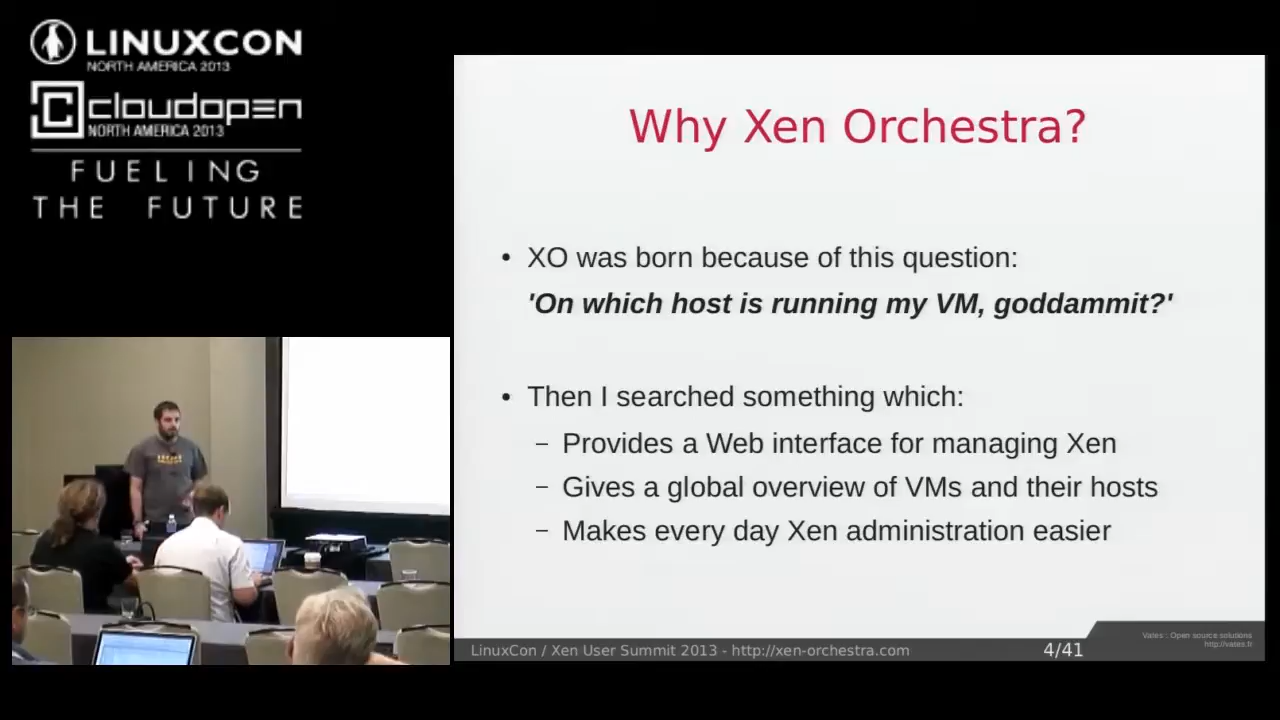 LINUXCON
NORTH AMERICA 2013
cloudopen
NORTH AMERICA 2013
FUELING
THE FUTURE
Why Xen Orchestra?
• XO was born because of this question:
'On which host is running my VM, goddammit?'
• Then I searched something which:
– Provides a Web interface for managing Xen
– Gives a global overview of VMs and their hosts
– Makes every day Xen administration easier
LinuxCon / Xen User Summit 2013 - http://xen-orchestra.com
4/41
Vates : Open source solutions
http://vates.fr